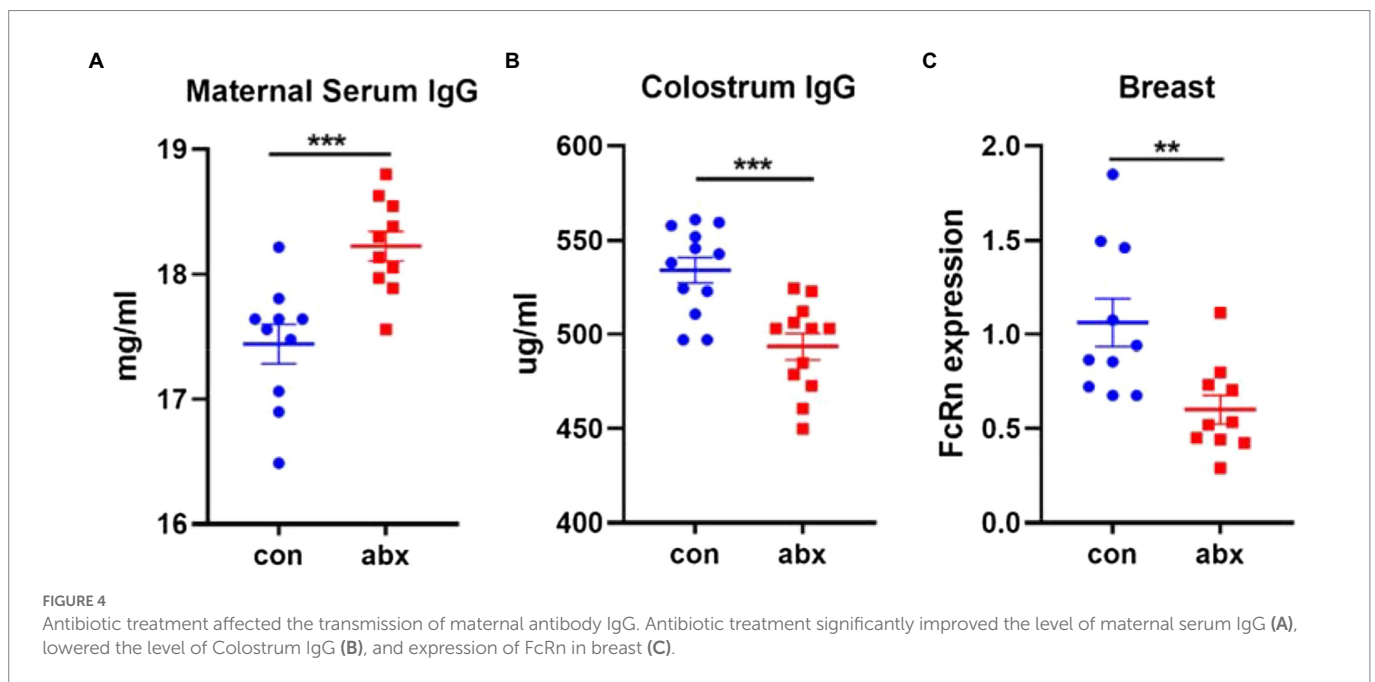 A
Maternal Serum IgG
***
19
18
17
16
mg/ml
con abx
B
Colostrum IgG
***
600
550
500
450
400
ug/ml
con abx
C
Breast
**
2.0
1.5
1.0
0.5
0.0
FcRn expression
con abx
FIGURE 4
Antibiotic treatment affected the transmission of maternal antibody IgG. Antibiotic treatment significantly improved the level of maternal serum IgG (A),
lowered the level of Colostrum IgG (B), and expression of FcRn in breast (C).